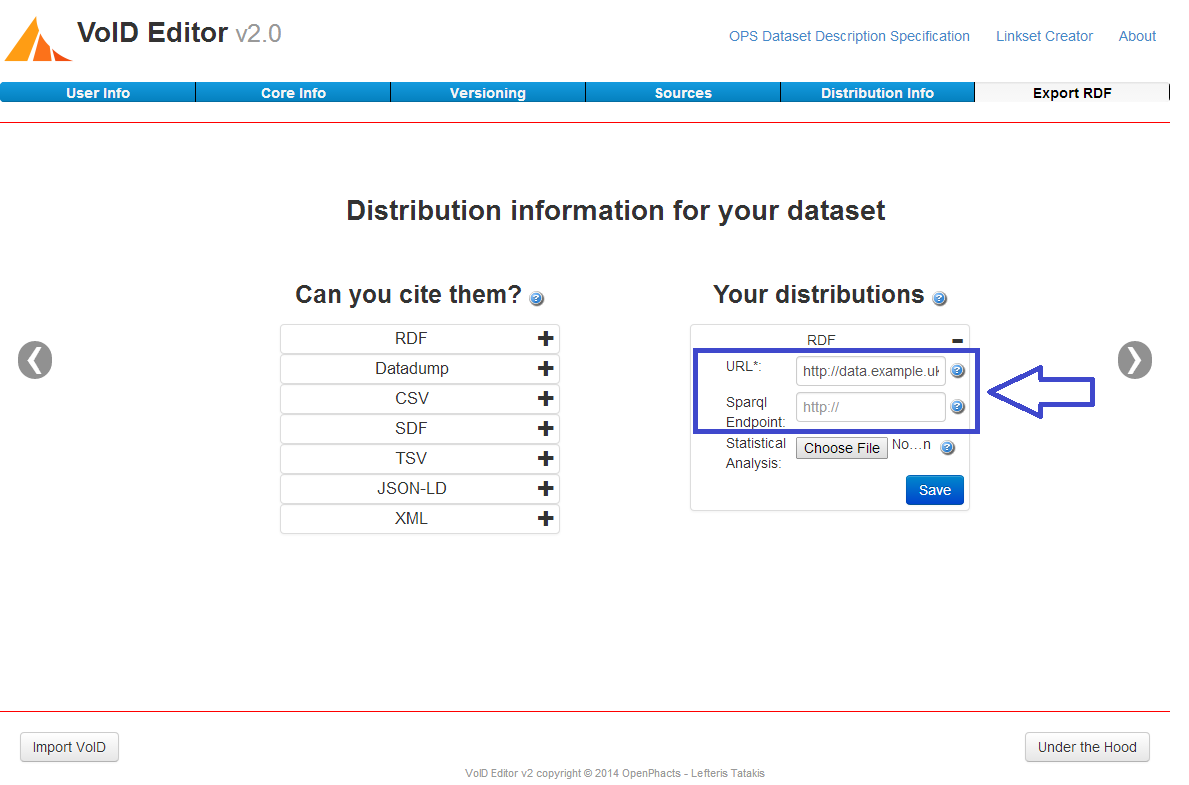 VoID Editor v2.0
OPS Dataset Description Specification Linkset Creator About
User Info Core Info Versioning Sources Distribution Info Export RDF
Distribution information for your dataset
Can you cite them?
RDF
Datadump
CSV
SDF
TSV
JSON-LD
XML
Your distributions
RDF
URL*: http://data.example.uk
Sparql
Endpoint: http://
Statistical
Analysis: Choose File No...n
Save
Import VoID
Under the Hood
VoID Editor v2 copyright © 2014 OpenPhacts - Lefteris Tatakis